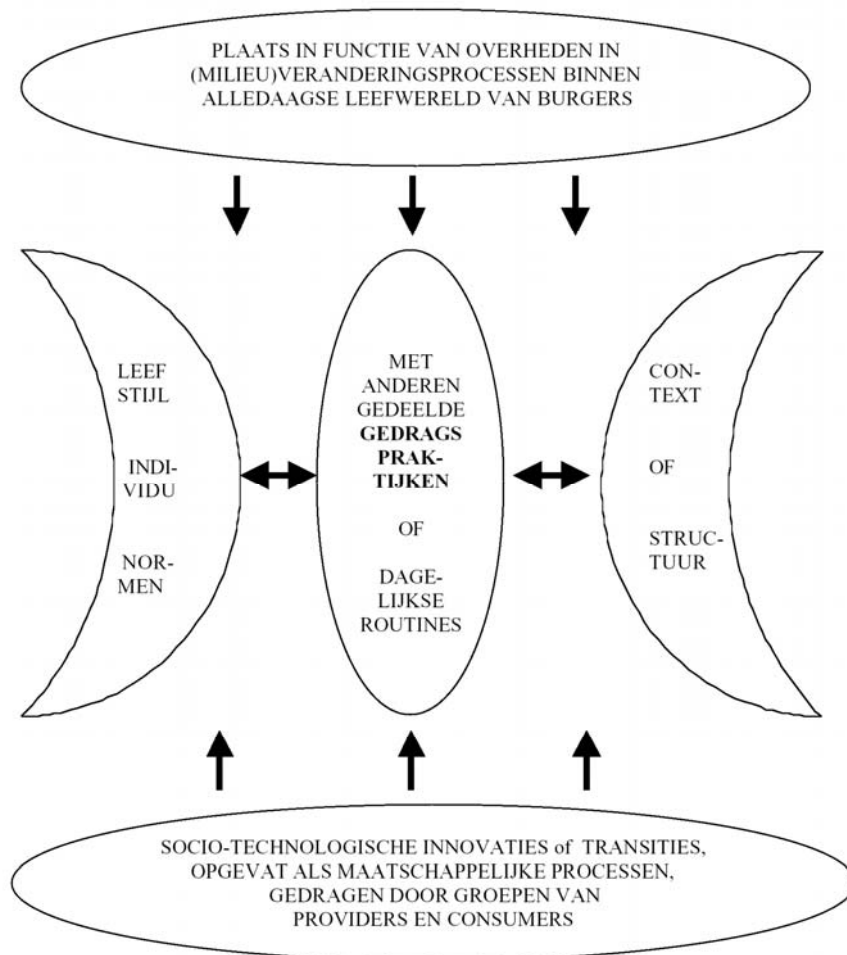 PLAATS IN FUNCTIE VAN OVERHEDEN IN
(MILIEU)VERANDERINGSPROCESSEN BINNEN
ALLEDAAGSE LEEFWERELD VAN BURGERS
LEEF
STIJL
INDI-
VIDU
NOR-
MEN
MET
ANDEREN
GEDEELDE
GEDRAGS
PRAK-
TIJKEN
OF
DAGE-
LIJKSE
ROUTINES
CON-
TEXT
OF
STRUC-
TUUR
SOCIO-TECHNOLOGISCHE INNOVATIES of TRANSITIES,
OPGEVAT ALS MAATSCHAPPELIJKE PROCESSEN,
GEDRAGEN DOOR GROEPEN VAN
PROVIDERS EN CONSUMERS